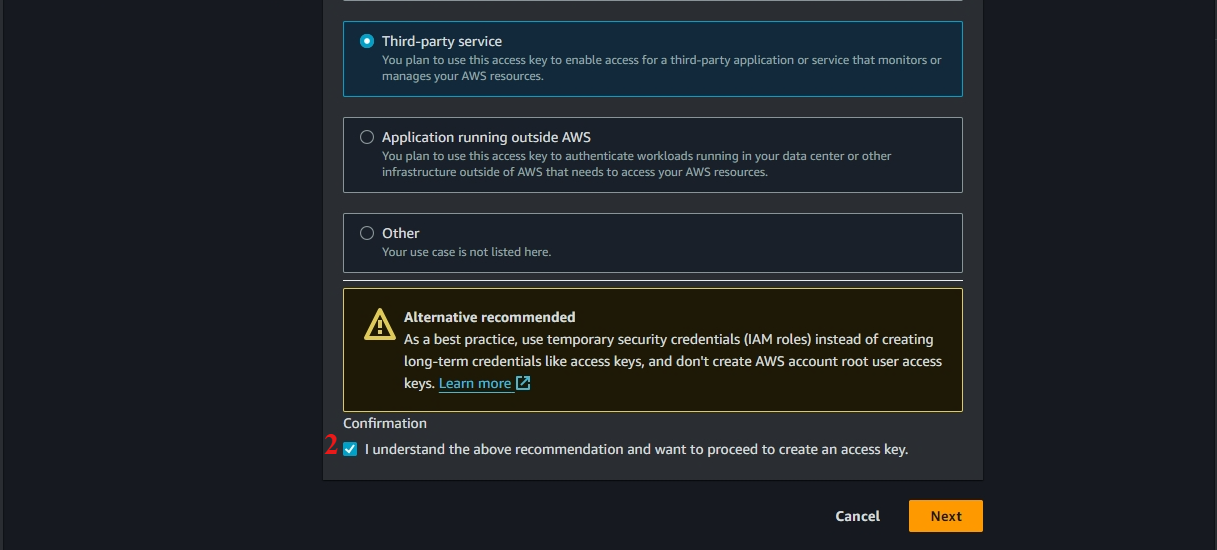 Third-party service
You plan to use this access key to enable access for a third-party application or service that monitors or
manages your AWS resources.
Application running outside AWS
You plan to use this access key to authenticate workloads running in your data center or other
infrastructure outside of AWS that needs to access your AWS resources.
Other
Your use case is not listed here.
Alternative recommended
As a best practice, use temporary security credentials (IAM roles) instead of creating
long-term credentials like access keys, and don't create AWS account root user access
keys. Learn more
Confirmation
2 I understand the above recommendation and want to proceed to create an access key.
Cancel Next